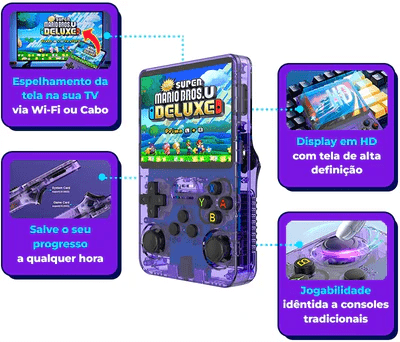 Espelhamento da
tela na sua TV
via Wi-Fi ou Cabo
SUPER
MARIO BROS. U
DELUXE
Display em HD
com tela de alta
definição
Salve o seu
progresso
a qualquer hora
X
Y
A
B
Jogabilidade
idêntida a consoles
tradicionais